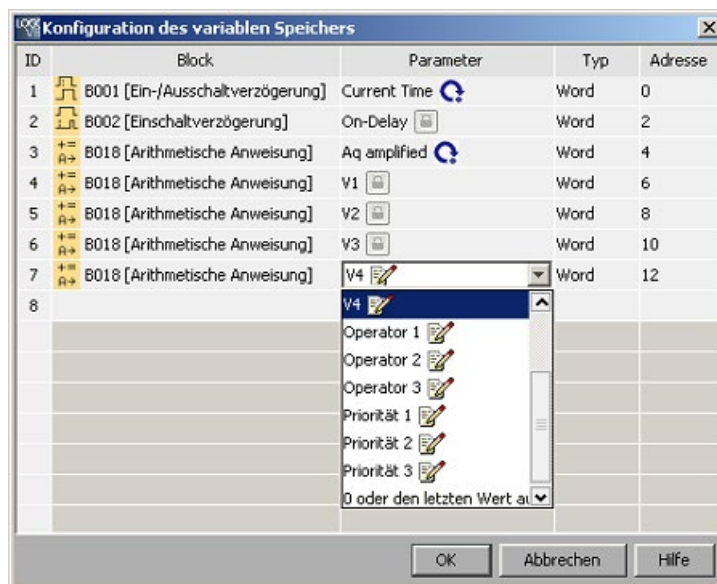 Konfiguration des variablen Speichers
ID Block Parameter Typ Adresse
1 B001 [Ein-/Ausschaltverzögerung] Current Time Word 0
2 B002 [Einschaltverzögerung] On-Delay Word 2
3 B018 [Arithmetische Anweisung] Aq amplified Word 4
4 B018 [Arithmetische Anweisung] V1 Word 6
5 B018 [Arithmetische Anweisung] V2 Word 8
6 B018 [Arithmetische Anweisung] V3 Word 10
7 B018 [Arithmetische Anweisung] V4 Word 12
8 V4
Operator 1
Operator 2
Operator 3
Priorität 1
Priorität 2
Priorität 3
0 oder den letzten Wert au
OK Abbrechen Hilfe